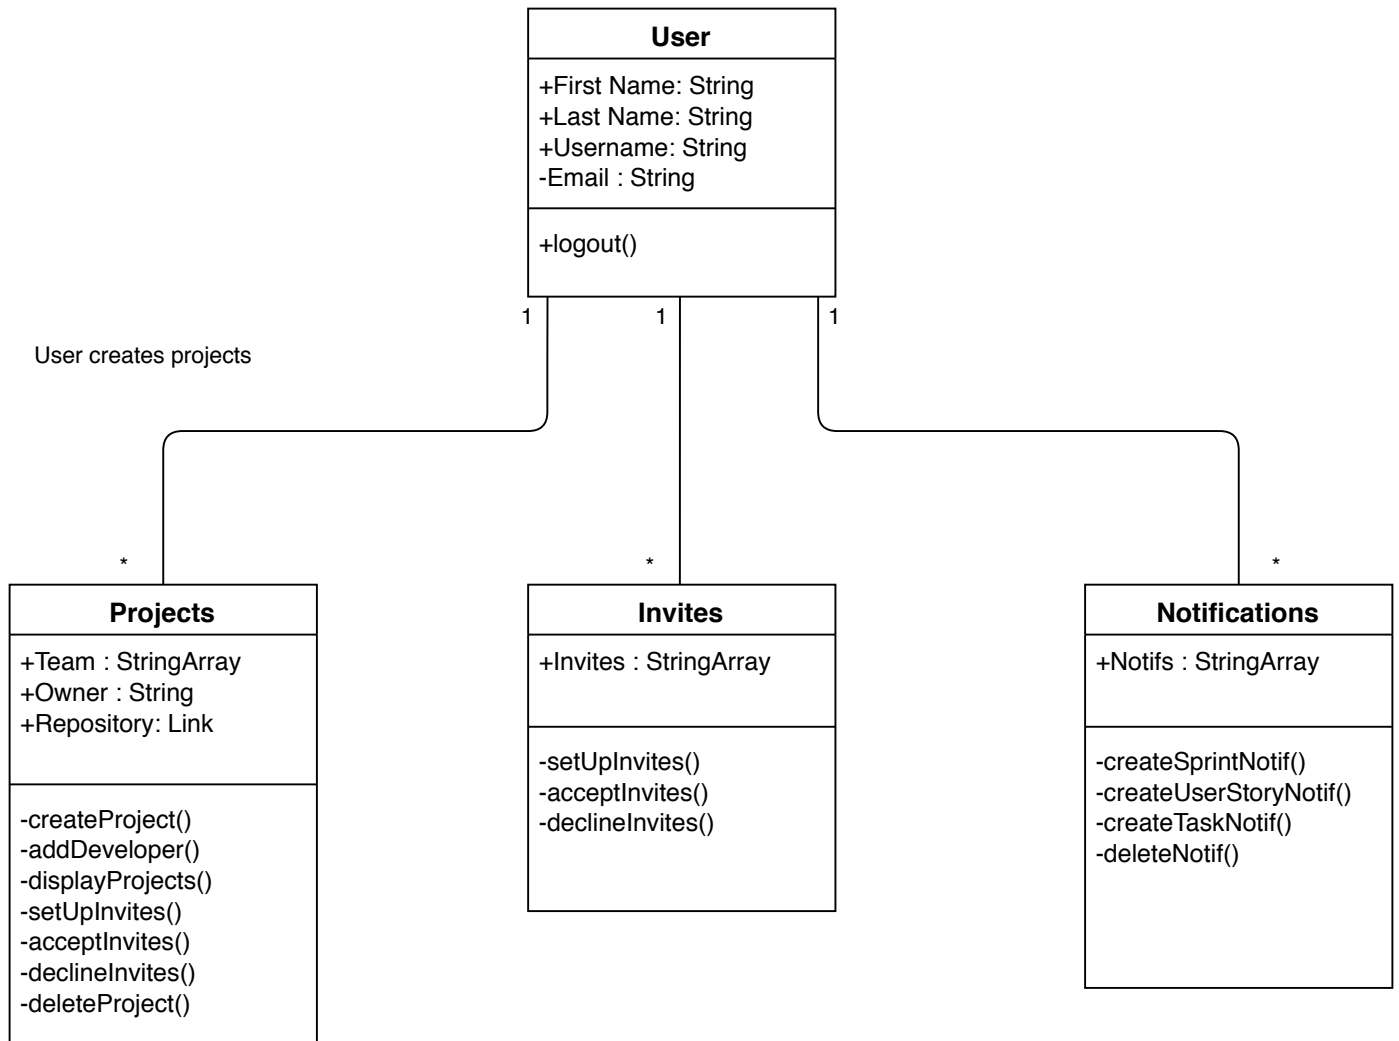 User
+First Name: String
+Last Name: String
+Username: String
-Email : String
+logout()
1
1
1
User creates projects
*
*
*
Projects
+Team : StringArray
+Owner : String
+Repository: Link
-createProject()
-addDeveloper()
-displayProjects()
-setUpInvites()
-acceptInvites()
-declineInvites()
-deleteProject()
Invites
+Invites : StringArray
-setUpInvites()
-acceptInvites()
-declineInvites()
Notifications
+Notifs : StringArray
-createSprintNotif()
-createUserStoryNotif()
-createTaskNotif()
-deleteNotif()